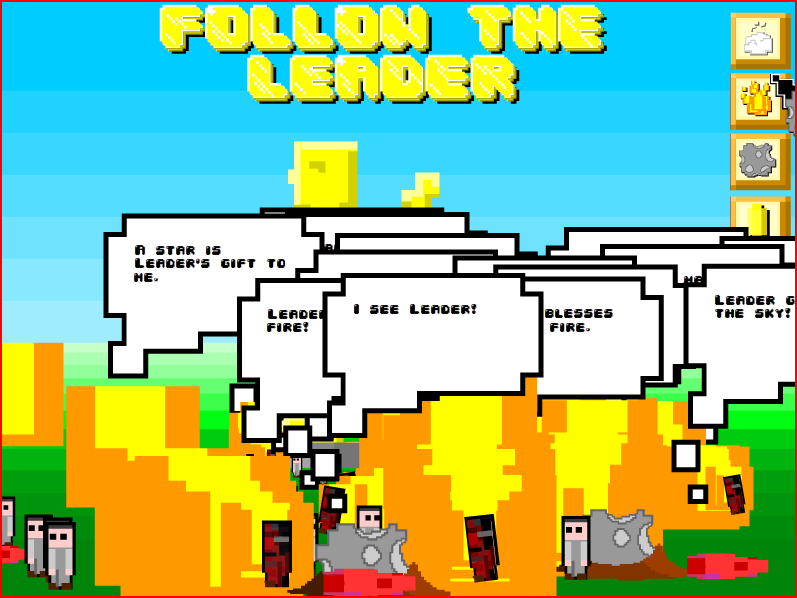 FOLLOW THE
LEADER
A STAR IS
LEADER'S GIFT TO
ME.
LEADER
FIRE!
I SEE LEADER!
BLESSES
FIRE.
LEADER G
THE SKY!